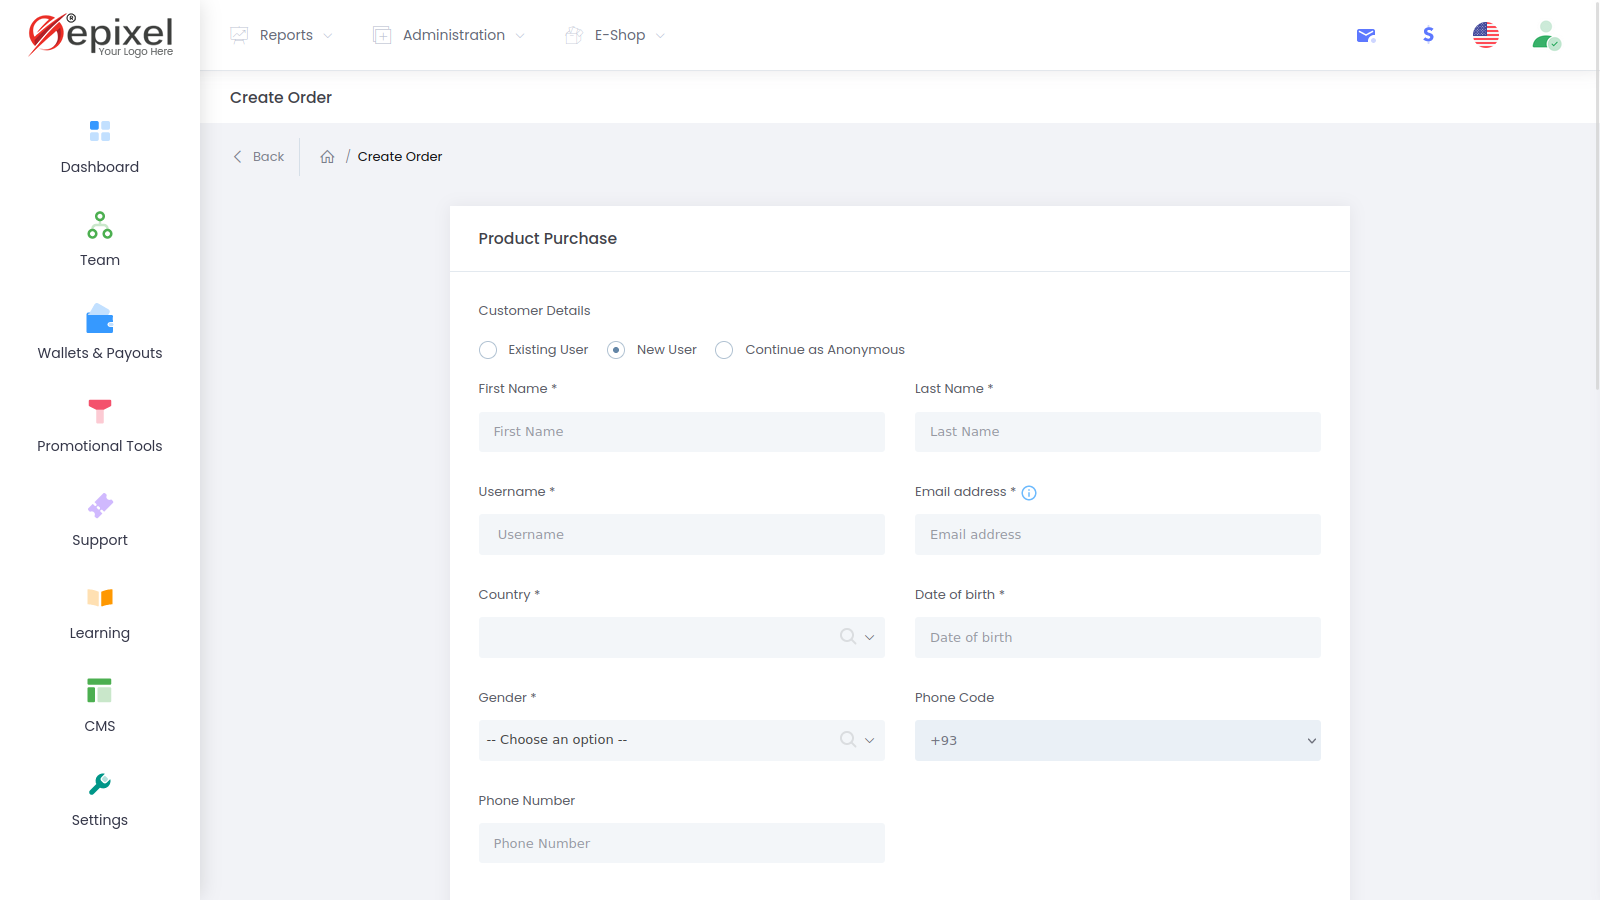 epixel®
Your Logo Here
Reports
Administration
E-Shop
$
Create Order
Back
/ Create Order
Dashboard
Team
Wallets & Payouts
Promotional Tools
Support
Learning
CMS
Settings
Product Purchase
Customer Details
Existing User
New User
Continue as Anonymous
First Name *
Last Name *
First Name
Last Name
Username *
Email address *
Username
Email address
Country *
Date of birth *
Date of birth
Gender *
Phone Code
-- Choose an option --
+93
Phone Number
Phone Number